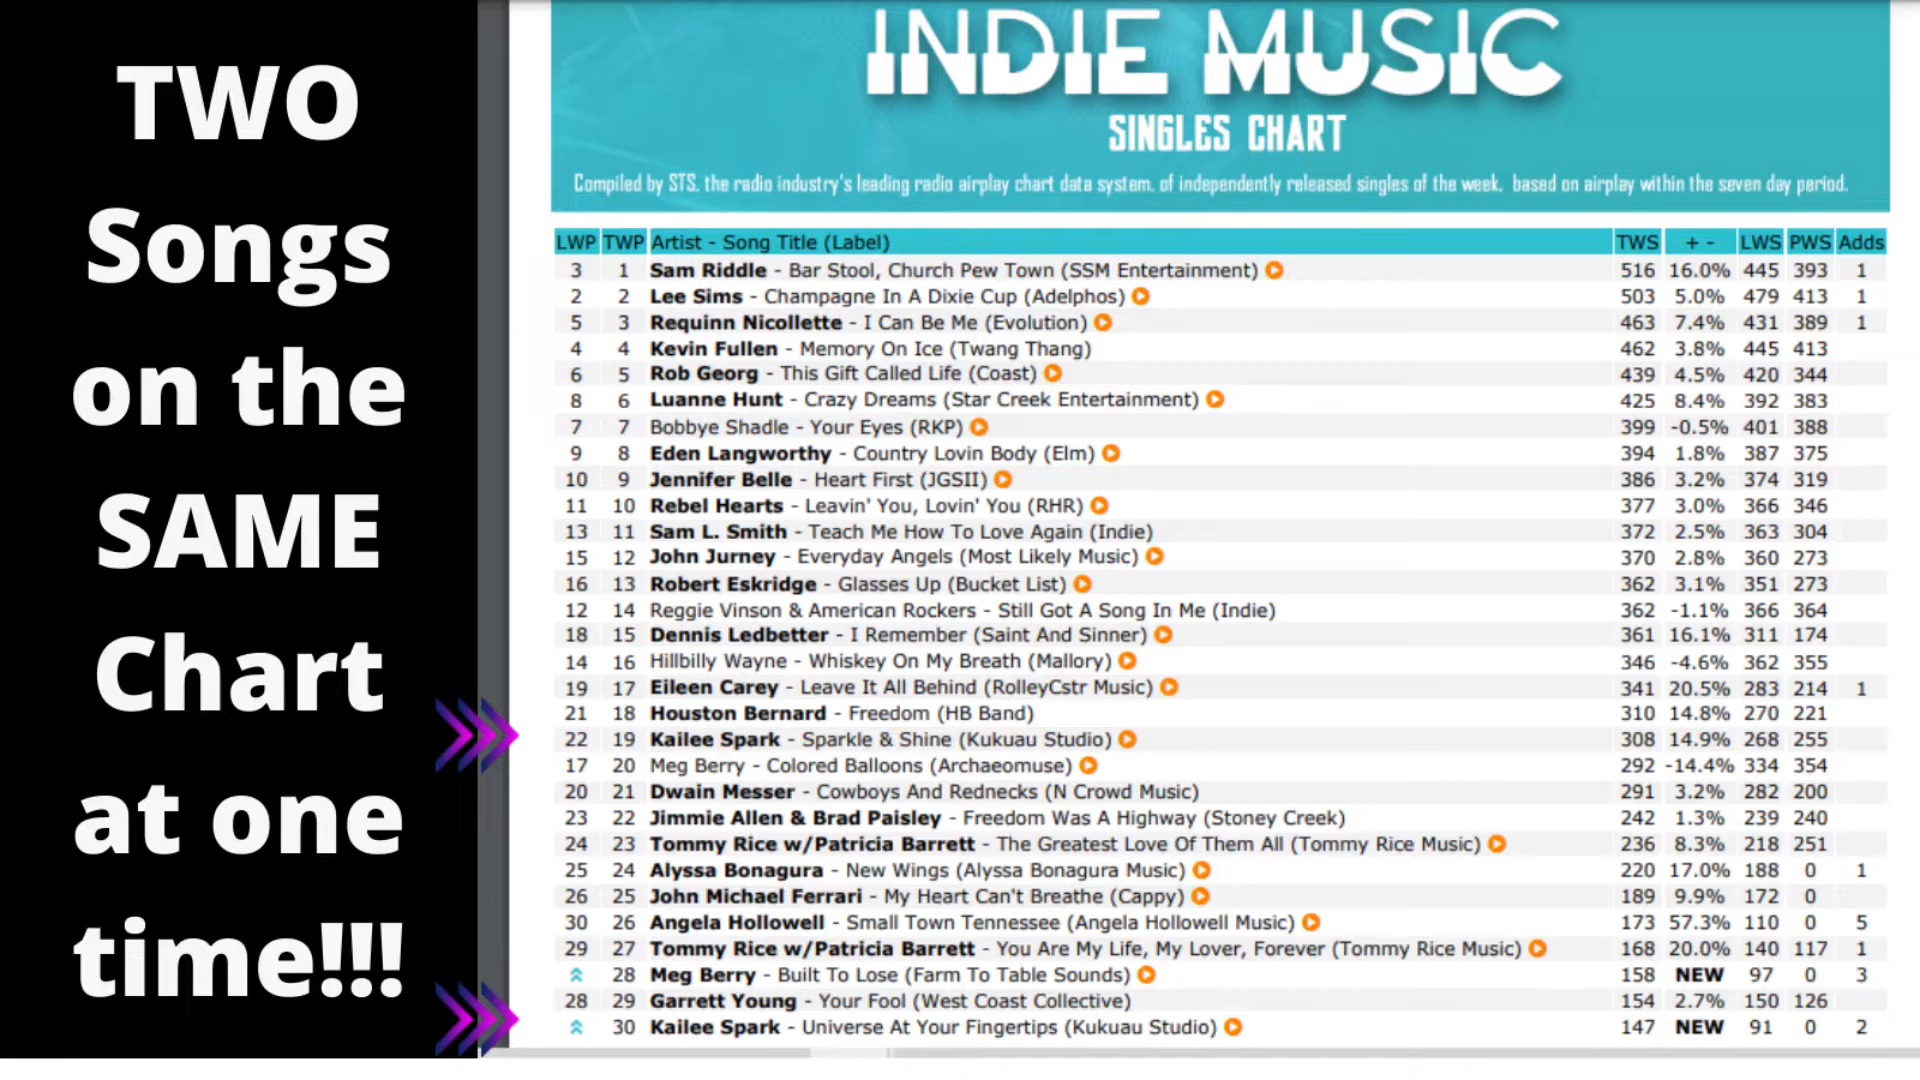 TWO
Songs
on the
SAME
Chart
at one
time!!!
INDIE MUSIC
SINGLES CHART
Compiled by STS, the radio industry's leading radio airplay chart data system, of independently released singles of the week, based on airplay within the seven day period.
LWP TWP Artist - Song Title (Label) TWS + - LWS PWS Adds
3 1 Sam Riddle - Bar Stool, Church Pew Town (SSM Entertainment) 516 16.0% 445 393 1
2 2 Lee Sims - Champagne In A Dixie Cup (Adelphos) 503 5.0% 479 413 1
5 3 Requinn Nicollette - I Can Be Me (Evolution) 463 7.4% 431 389 1
4 4 Kevin Fullen - Memory On Ice (Twang Thang) 462 3.8% 445 413
6 5 Rob Georg - This Gift Called Life (Coast) 439 4.5% 420 344
8 6 Luanne Hunt - Crazy Dreams (Star Creek Entertainment) 425 8.4% 392 383
7 7 Bobbye Shadle - Your Eyes (RKP) 399 -0.5% 401 388
9 8 Eden Langworthy - Country Lovin Body (Elm) 394 1.8% 387 375
10 9 Jennifer Belle - Heart First (JGSII) 386 3.2% 374 319
11 10 Rebel Hearts - Leavin' You, Lovin' You (RHR) 377 3.0% 366 346
13 11 Sam L. Smith - Teach Me How To Love Again (Indie) 372 2.5% 363 304
15 12 John Jurney - Everyday Angels (Most Likely Music) 370 2.8% 360 273
16 13 Robert Eskridge - Glasses Up (Bucket List) 362 3.1% 351 273
12 14 Reggie Vinson & American Rockers - Still Got A Song In Me (Indie) 362 -1.1% 366 364
18 15 Dennis Ledbetter - I Remember (Saint And Sinner) 361 16.1% 311 174
14 16 Hillbilly Wayne - Whiskey On My Breath (Mallory) 346 -4.6% 362 355
19 17 Eileen Carey - Leave It All Behind (RolleyCstr Music) 341 20.5% 283 214 1
21 18 Houston Bernard - Freedom (HB Band) 310 14.8% 270 221
22 19 Kailee Spark - Sparkle & Shine (Kukuau Studio) 308 14.9% 268 255
17 20 Meg Berry - Colored Balloons (Archaeomuse) 292 -14.4% 334 354
20 21 Dwain Messer - Cowboys And Rednecks (N Crowd Music) 291 3.2% 282 200
23 22 Jimmie Allen & Brad Paisley - Freedom Was A Highway (Stoney Creek) 242 1.3% 239 240
24 23 Tommy Rice w/Patricia Barrett - The Greatest Love Of Them All (Tommy Rice Music) 236 8.3% 218 251
25 24 Alyssa Bonagura - New Wings (Alyssa Bonagura Music) 220 17.0% 188 0 1
26 25 John Michael Ferrari - My Heart Can't Breathe (Cappy) 189 9.9% 172 0
30 26 Angela Hollowell - Small Town Tennessee (Angela Hollowell Music) 173 57.3% 110 0 5
29 27 Tommy Rice w/Patricia Barrett - You Are My Life, My Lover, Forever (Tommy Rice Music) 168 20.0% 140 117 1
28 Meg Berry - Built To Lose (Farm To Table Sounds) 158 NEW 97 0 3
28 29 Garrett Young - Your Fool (West Coast Collective) 154 2.7% 150 126
30 Kailee Spark - Universe At Your Fingertips (Kukuau Studio) 147 NEW 91 0 2